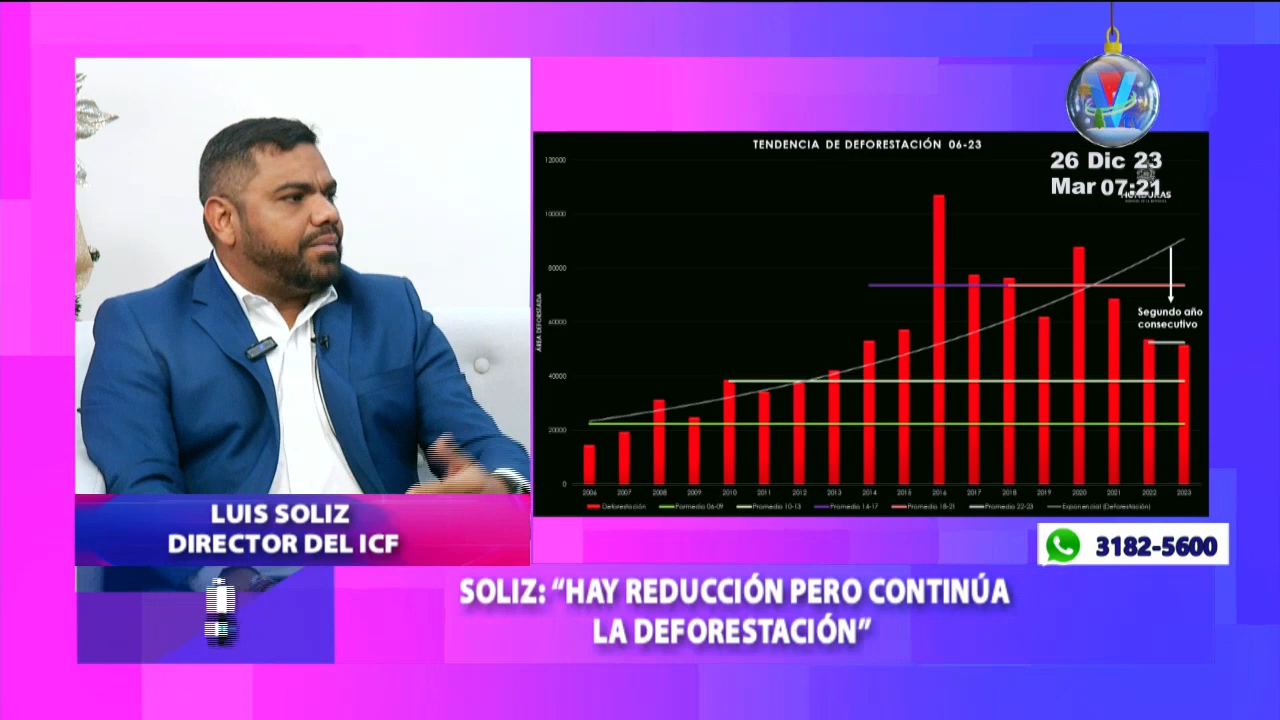 TENDENCIA DE DEFORESTACIÓN 06-23
26 Dic 23
Mar 07:21
HONDURAS
120000
100000
80000
60000
40000
20000
0
ÁREA DEFORESTADA
Segundo año
consecutivo
2006 2007 2008 2009 2010 2011 2012 2013 2014 2015 2016 2017 2018 2019 2020 2021 2022 2023
Deforestación Promedio 06-09 Promedio 10-13 Promedio 14-17 Promedio 18-21 Promedio 22-23 Exponencial (Deforestación)
LUIS SOLIZ
DIRECTOR DEL ICF
3182-5600
SOLIZ: “HAY REDUCCIÓN PERO CONTINÚA
LA DEFORESTACIÓN”